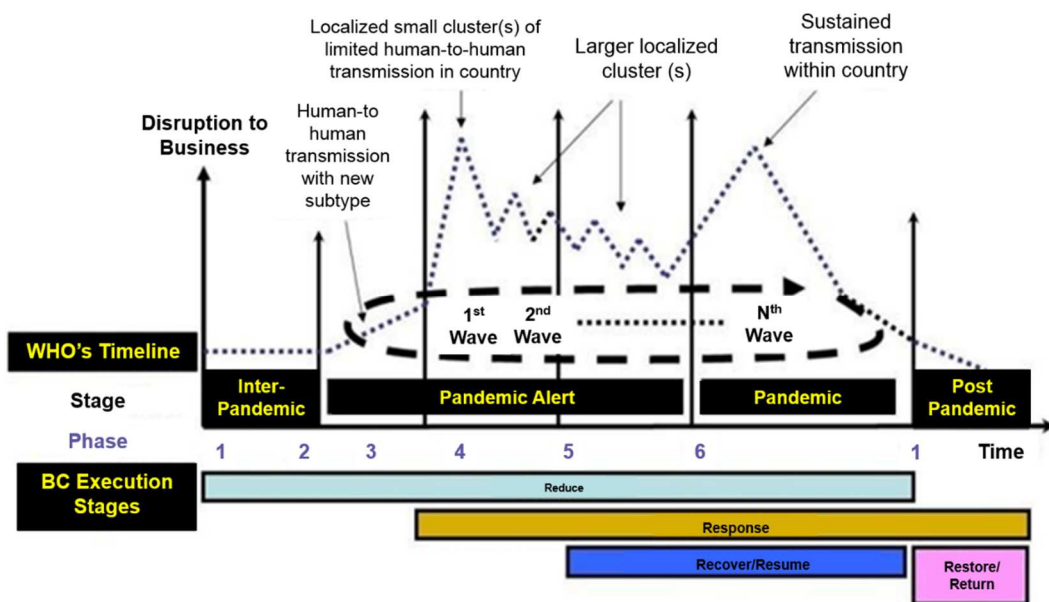 Localized small cluster(s) of
limited human-to-human
transmission in country
Larger localized
cluster (s)
Sustained
transmission
within country
Disruption to
Business
Human-to
human
transmission
with new
subtype
1st
Wave
2nd
Wave
Nth
Wave
WHO's Timeline
Stage
Inter-
Pandemic
Pandemic Alert
Pandemic
Post
Pandemic
Phase
1
2
3
4
5
6
1
Time
BC Execution
Stages
Reduce
Response
Recover/Resume
Restore/
Return